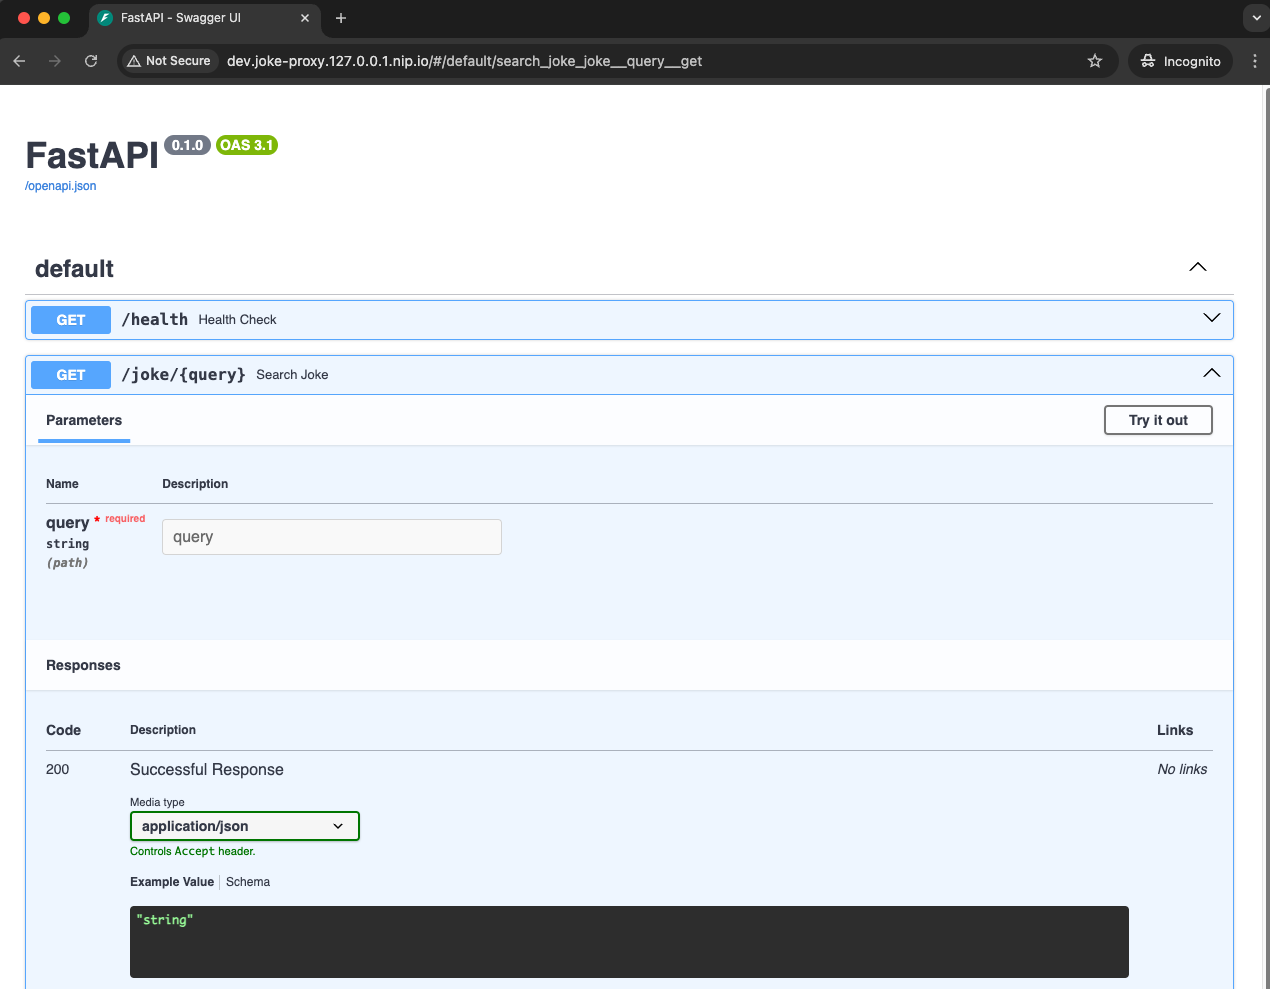 FastAPI - Swagger UI
Not Secure dev.joke-proxy.127.0.0.1.nip.io/#/default/search_joke_joke__query__get Incognito
FastAPI 0.1.0 OAS 3.1
/openapi.json
default
GET /health Health Check
GET /joke/{query} Search Joke
Parameters Try it out
Name Description
query * required query
string
(path)
Responses
Code Description Links
200 Successful Response No links
Media type
application/json
Controls Accept header.
Example Value Schema
"string"